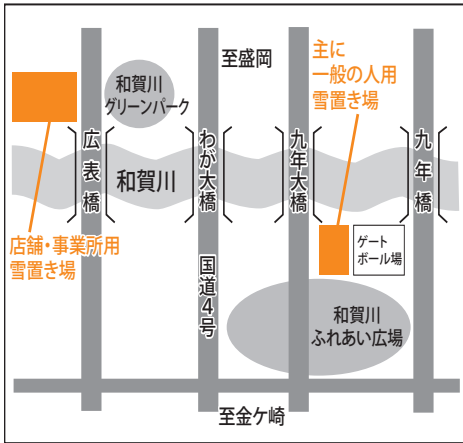 至盛岡
主に
一般の人用
雪置き場
和賀川
グリーンパーク
広表橋
わが大橋
九年大橋
九年橋
和賀川
店舗・事業所用
雪置き場
国道4号
ゲート
ボール場
和賀川
ふれあい広場
至金ケ崎